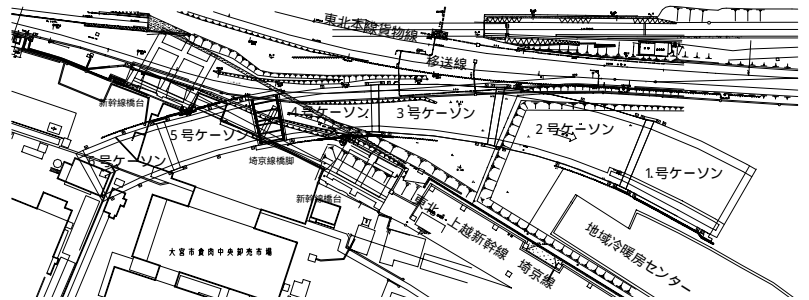 東北本線貨物線
移送線
新幹線橋台
4号ケーソン
3号ケーソン
2号ケーソン
5号ケーソン
6号ケーソン
埼京線橋脚
1.号ケーソン
新幹線橋台
東北・上越新幹線
埼京線
地域冷暖房センター
大宮市食肉中央卸売市場